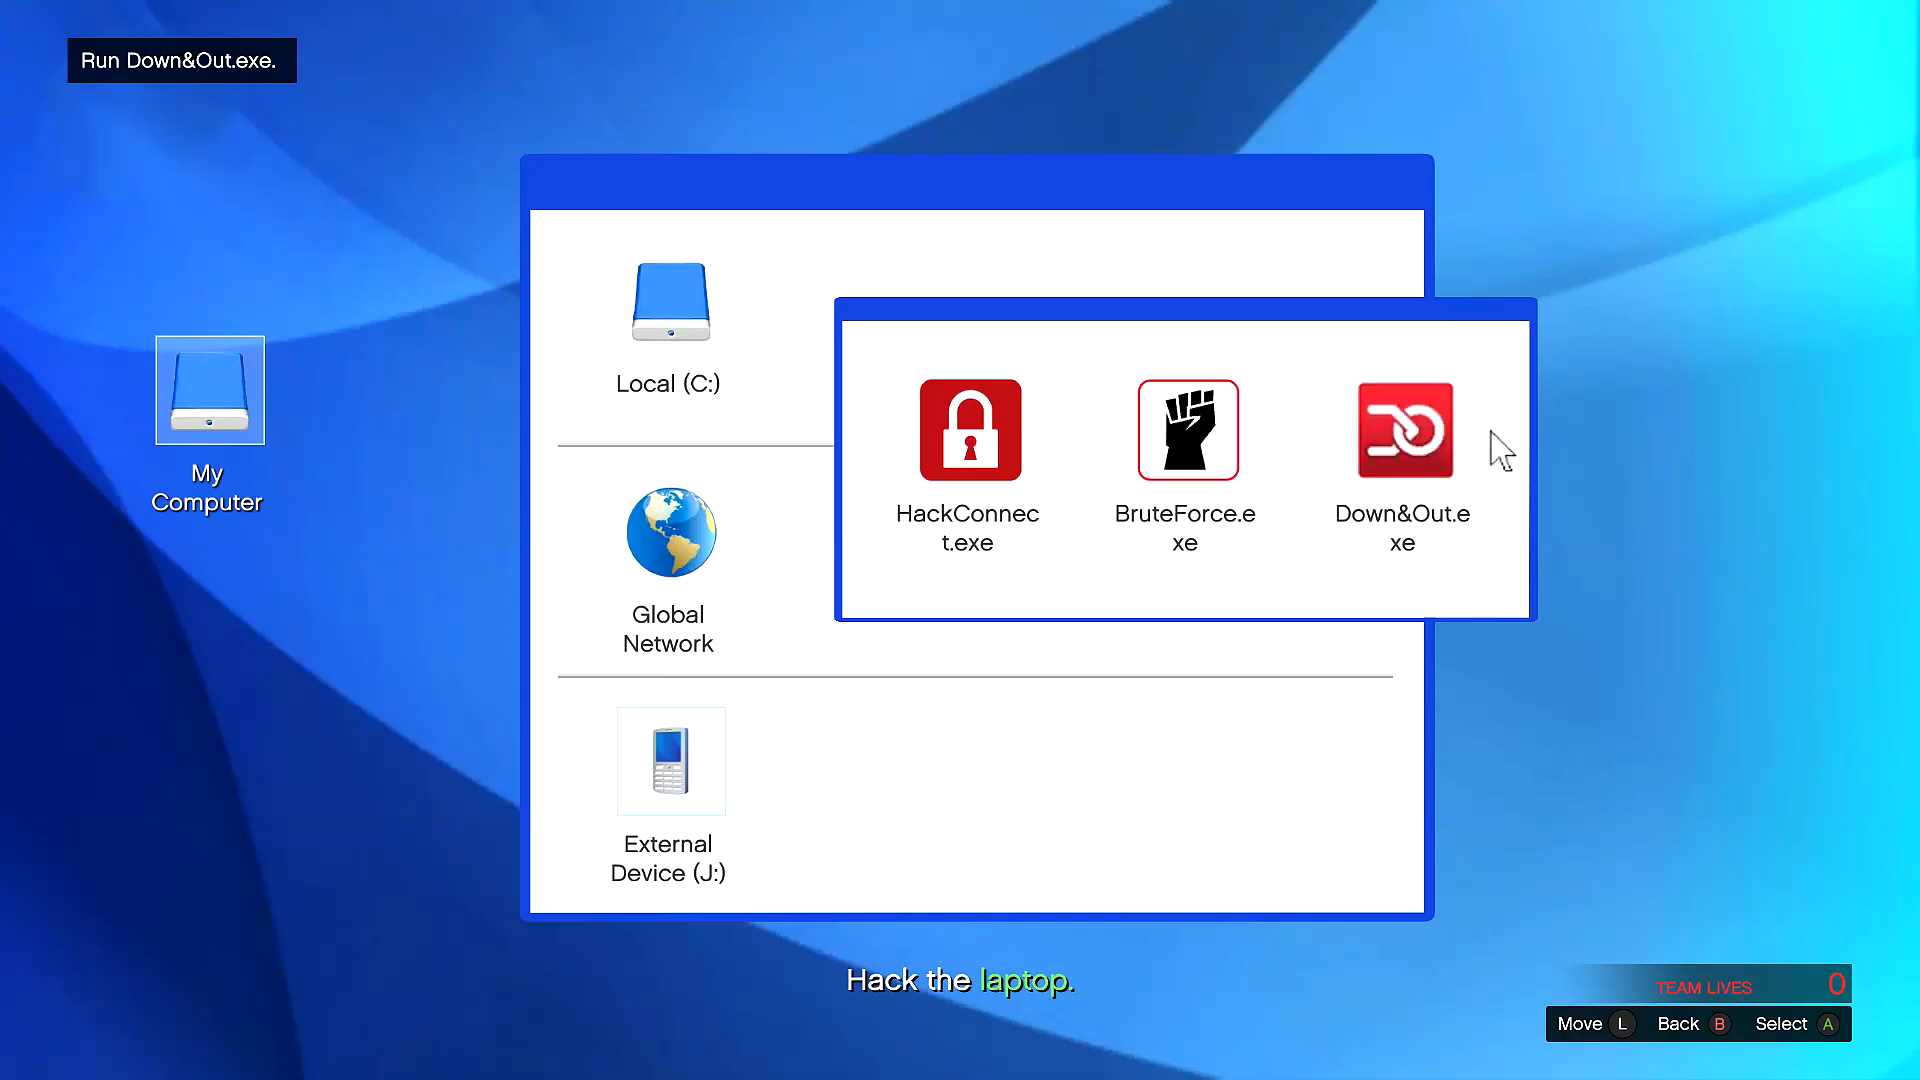 Run Down&Out.exe.
My
Computer
Local (C:)
Global
Network
External
Device (J:)
HackConnec
t.exe
BruteForce.e
xe
Down&Out.e
xe
Hack the laptop.
TEAM LIVES 0
Move L Back B Select A